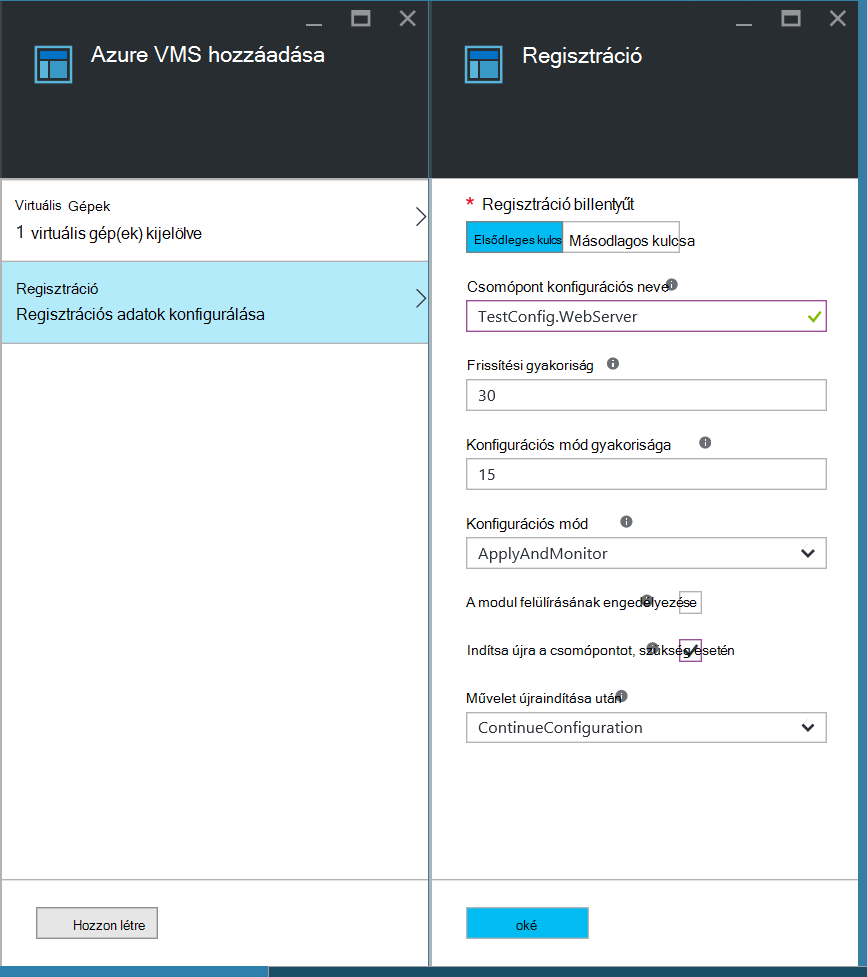 Azure VMS hozzáadása
Virtuális Gépek
1 virtuális gép(ek) kijelölve
Regisztráció
Regisztrációs adatok konfigurálása
Hozzon létre
Regisztráció
* Regisztráció billentyűt
Elsődleges kulcs Másodlagos kulcsa
Csomópont konfigurációs neve
TestConfig.WebServer
Frissítési gyakoriság
30
Konfigurációs mód gyakorisága
15
Konfigurációs mód
ApplyAndMonitor
A modul felülírásának engedélyezése
Indítsa újra a csomópontot, szükség esetén
Művelet újraindítása után
ContinueConfiguration
oké